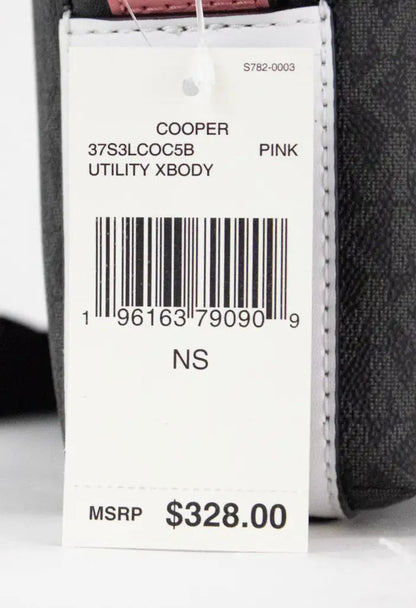 S782-0003
COOPER
37S3LCOC5B PINK
UTILITY XBODY
1 96163 79090 9
NS
MSRP $328.00